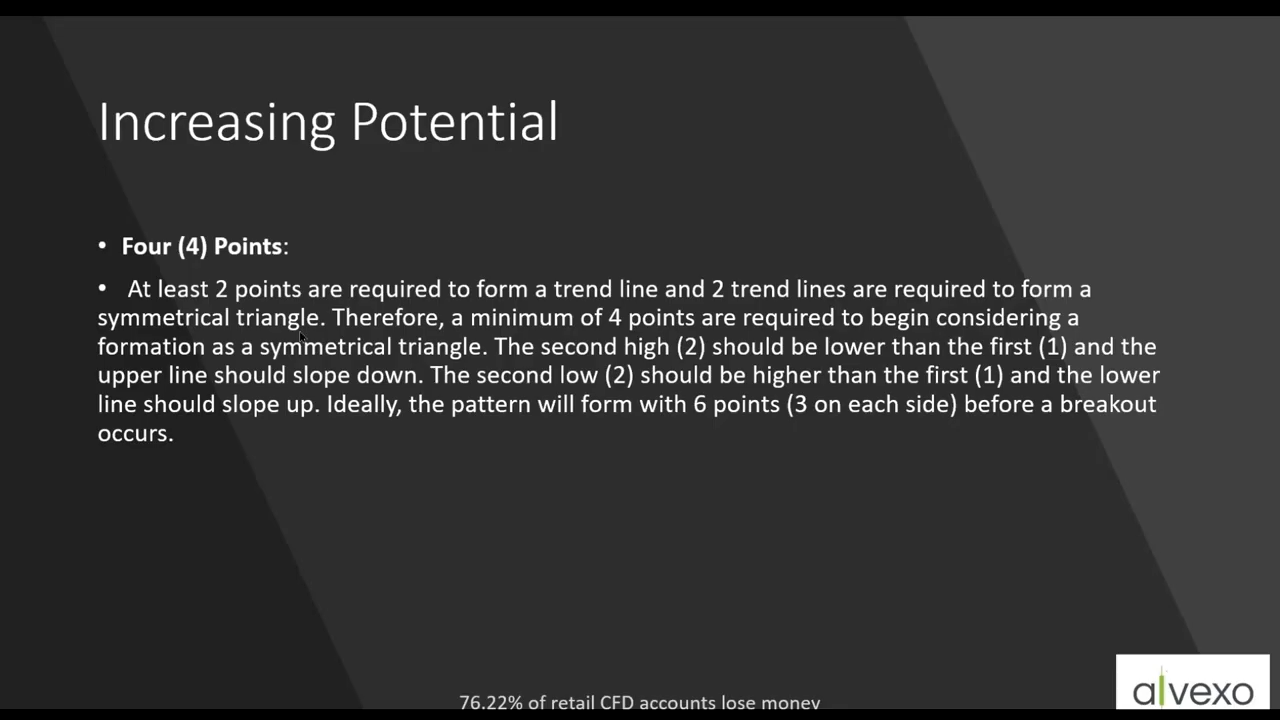 Increasing Potential
• Four (4) Points:
• At least 2 points are required to form a trend line and 2 trend lines are required to form a
symmetrical triangle. Therefore, a minimum of 4 points are required to begin considering a
formation as a symmetrical triangle. The second high (2) should be lower than the first (1) and the
upper line should slope down. The second low (2) should be higher than the first (1) and the lower
line should slope up. Ideally, the pattern will form with 6 points (3 on each side) before a breakout
occurs.
76.22% of retail CFD accounts lose money
alvexo